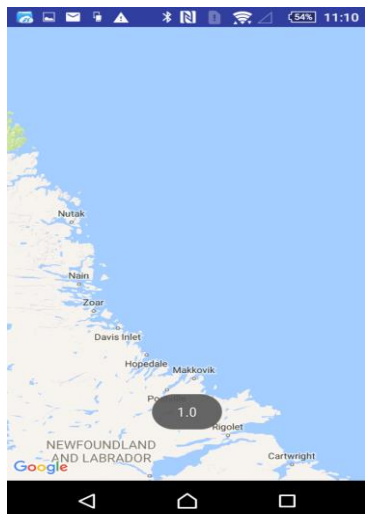 54% 11:10
Nutak
Nain
Zoar
Davis Inlet
Hopedale
Makkovik
1.0
Rigolet
NEWFOUNDLAND
AND LABRADOR
Cartwright
Google